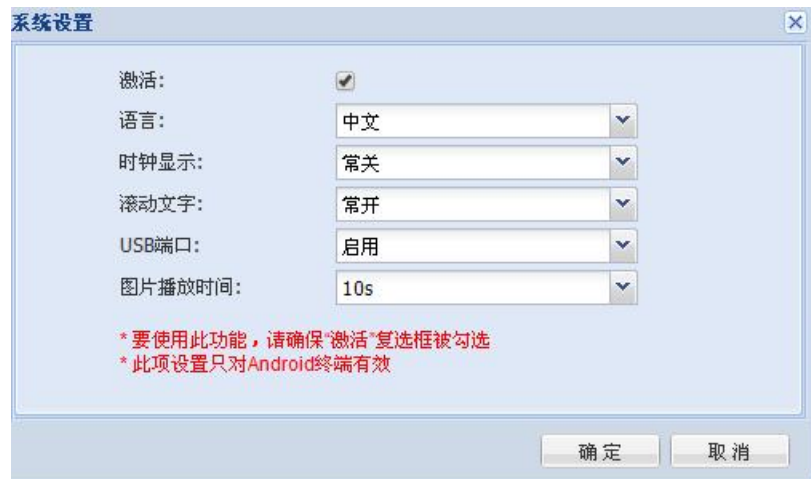 系统设置
激活:
语言: 中文
时钟显示: 常关
滚动文字: 常开
USB端口: 启用
图片播放时间: 10s
*要使用此功能，请确保“激活”复选框被勾选
*此项设置只对Android终端有效
确定 取消